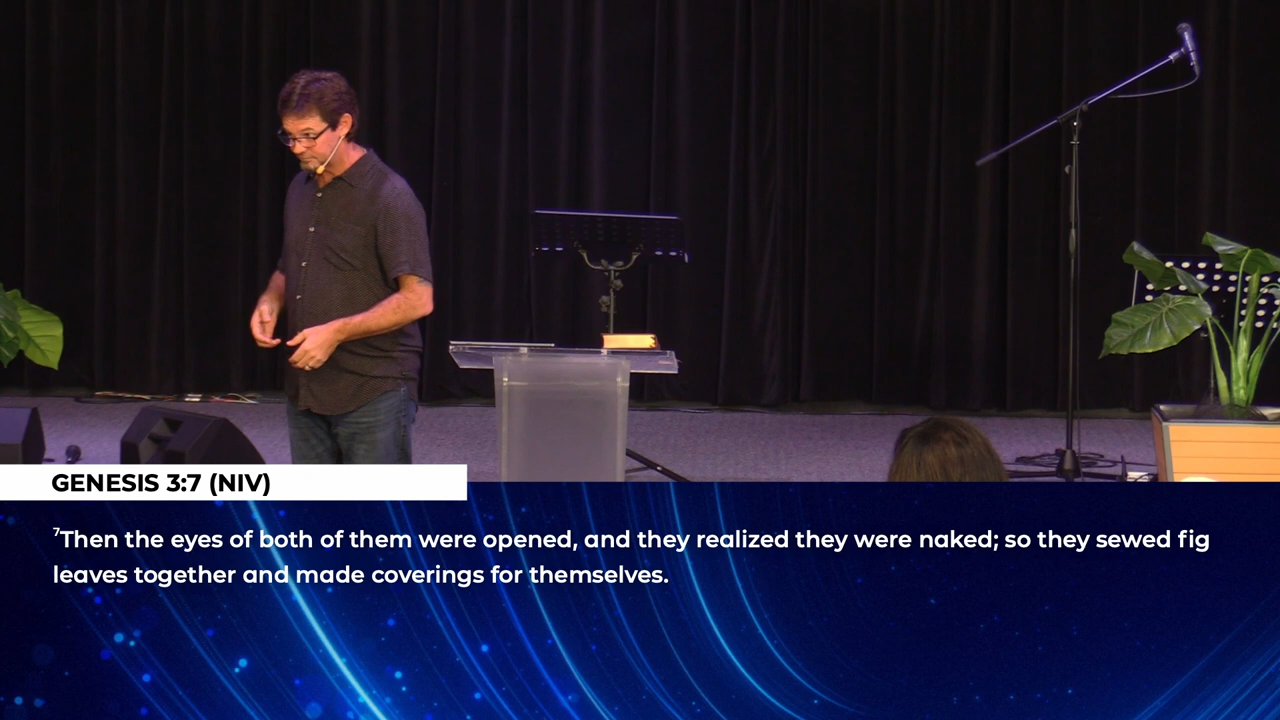 GENESIS 3:7 (NIV)
⁷Then the eyes of both of them were opened, and they realized they were naked; so they sewed fig
leaves together and made coverings for themselves.